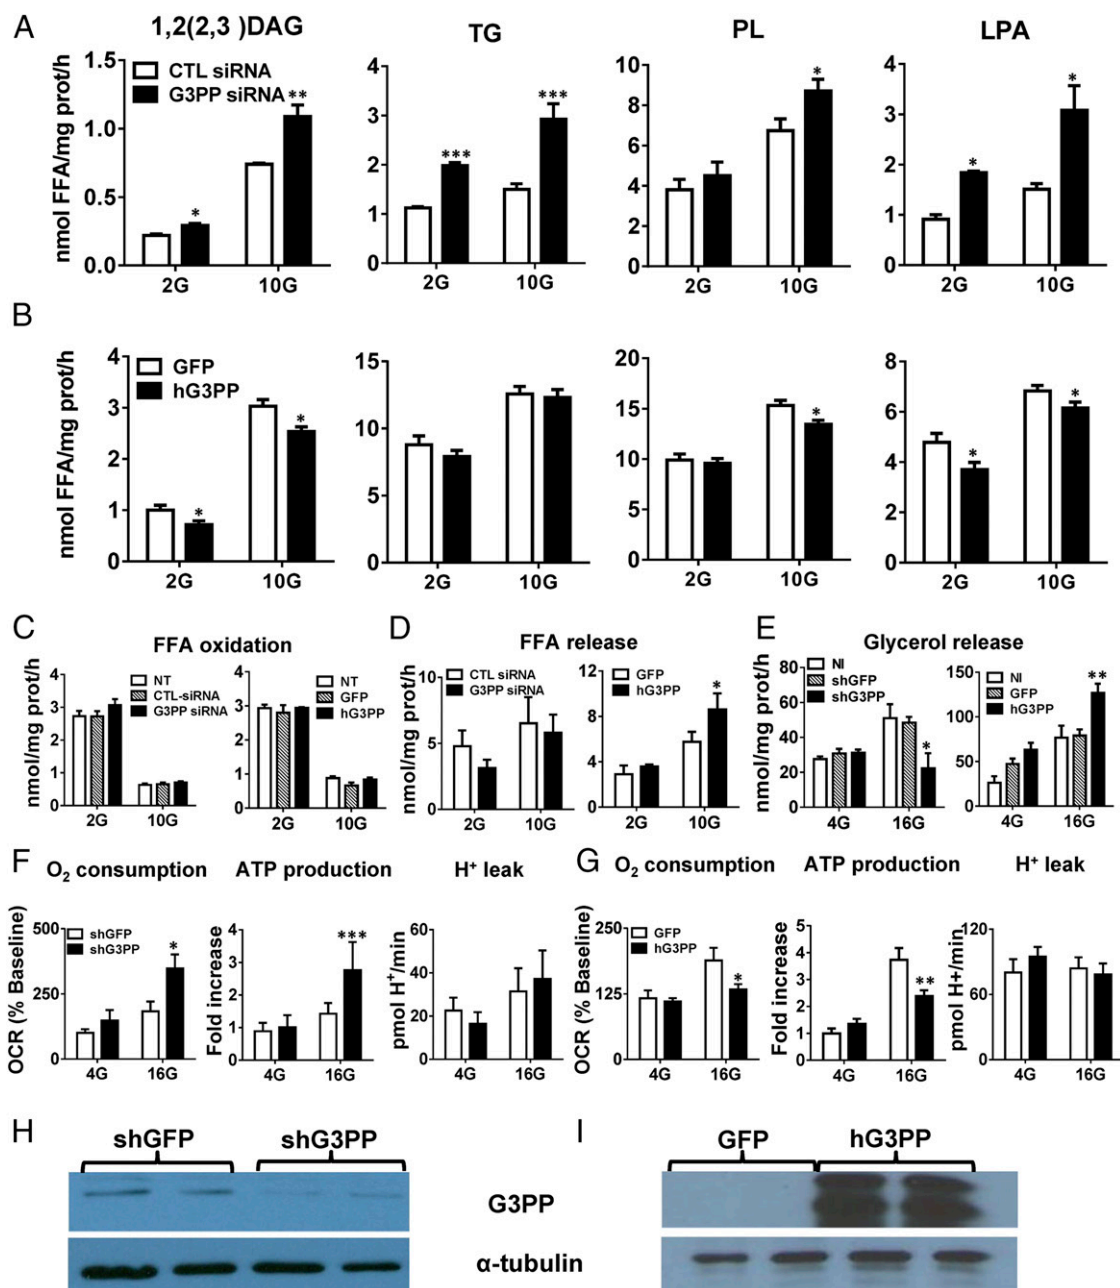 A
1,2(2,3 )DAG
TG
PL
LPA
nmol FFA/mg prot/h
1.5
1.0
0.5
0.0
CTL siRNA
G3PP siRNA
*
**
2G
10G
4
3
2
1
0
***
***
2G
10G
10
8
6
4
2
0
*
2G
10G
4
3
2
1
0
*
*
2G
10G
B
nmol FFA/mg prot/h
4
3
2
1
0
GFP
hG3PP
*
*
2G
10G
15
10
5
0
2G
10G
20
15
10
5
0
*
2G
10G
8
6
4
2
0
*
*
2G
10G
C
FFA oxidation
nmol/mg prot/h
4
3
2
1
0
NT
CTL-siRNA
G3PP siRNA
2G
10G
4
3
2
1
0
NT
GFP
hG3PP
2G
10G
D
FFA release
nmol/mg prot/h
10
5
0
CTL siRNA
G3PP siRNA
2G
10G
12
8
4
0
GFP
hG3PP
*
2G
10G
E
Glycerol release
nmol/mg prot/h
80
60
40
20
0
NI
shGFP
shG3PP
*
4G
16G
150
100
50
0
NI
GFP
hG3PP
**
4G
16G
F
O₂ consumption
ATP production
H⁺ leak
OCR (% Baseline)
500
250
0
shGFP
shG3PP
*
4G
16G
Fold increase
4
3
2
1
0
***
4G
16G
pmol H⁺/min
60
40
20
0
4G
16G
G
O₂ consumption
ATP production
H⁺ leak
OCR (% Baseline)
250
125
0
GFP
hG3PP
*
4G
16G
Fold increase
5
4
3
2
1
0
**
4G
16G
pmol H+/min
120
60
0
4G
16G
H
shGFP
shG3PP
I
GFP
hG3PP
G3PP
α-tubulin